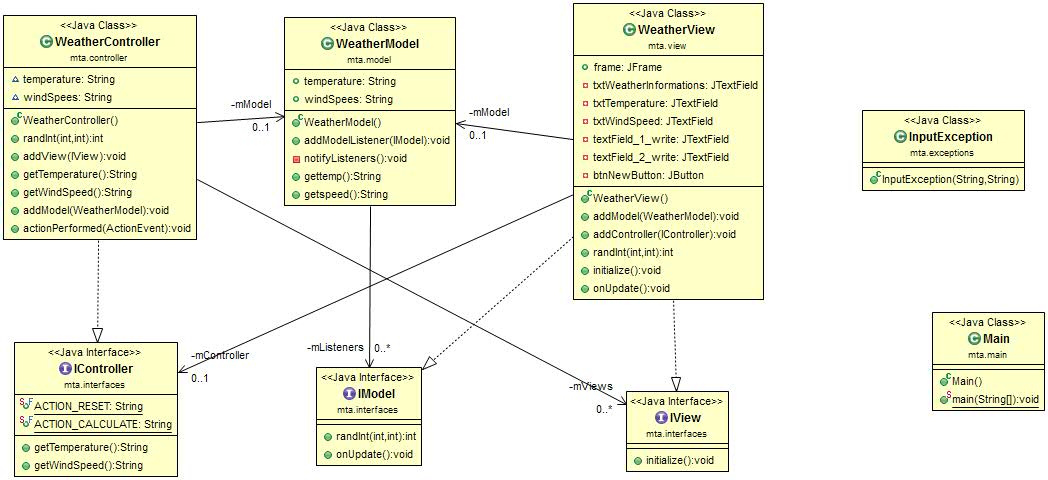 <<Java Class>>
WeatherController
mta.controller
temperature: String
windSpees: String
WeatherController()
randInt(int,int):int
addView(IView):void
getTemperature():String
getWindSpeed():String
addModel(WeatherModel):void
actionPerformed(ActionEvent):void
-mModel
0..1
<<Java Class>>
WeatherModel
mta.model
temperature: String
windSpees: String
WeatherModel()
addModelListener(IModel):void
notifyListeners():void
gettemp():String
getspeed():String
-mModel
0..1
<<Java Class>>
WeatherView
mta.view
frame: JFrame
txtWeatherInformations: JTextField
txtTemperature: JTextField
txtWindSpeed: JTextField
textField_1_write: JTextField
textField_2_write: JTextField
btnNewButton: JButton
WeatherView()
addModel(WeatherModel):void
addController(IController):void
randInt(int,int):int
initialize():void
onUpdate():void
<<Java Class>>
InputException
mta.exceptions
InputException(String,String)
<<Java Interface>>
IController
mta.interfaces
ACTION_RESET: String
ACTION_CALCULATE: String
getTemperature():String
getWindSpeed():String
-mController
0..1
-mListeners
0..*
<<Java Interface>>
IModel
mta.interfaces
randInt(int,int):int
onUpdate():void
-mViews
0..*
<<Java Interface>>
IView
mta.interfaces
initialize():void
<<Java Class>>
Main
mta.main
Main()
main(String[]):void